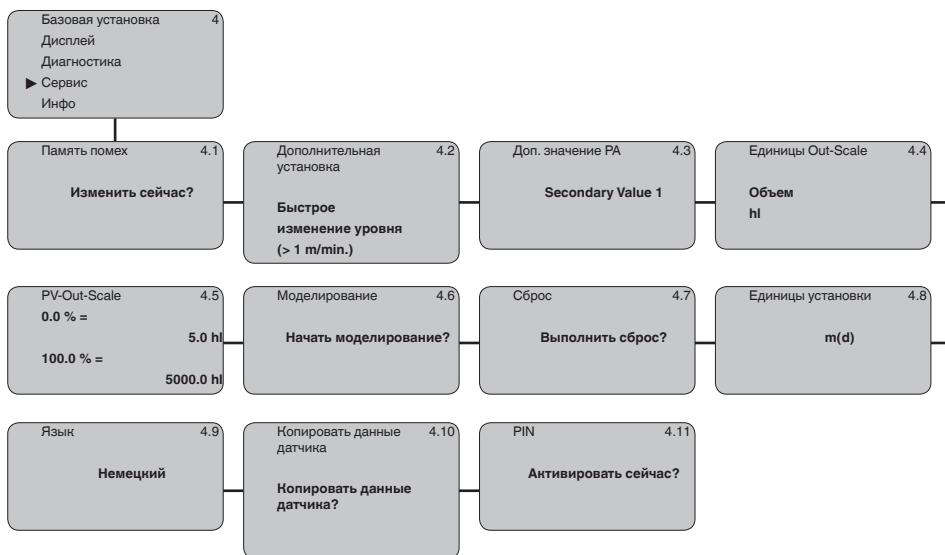 Базовая установка 4
Дисплей
Диагностика
▶ Сервис
Инфо
Память помех 4.1
Изменить сейчас?
Дополнительная 4.2
установка
Быстрое
изменение уровня
(> 1 m/min.)
Доп. значение PA 4.3
Secondary Value 1
Единицы Out-Scale 4.4
Объем
hl
PV-Out-Scale 4.5
0.0 % =
5.0 hl
100.0 % =
5000.0 hl
Моделирование 4.6
Начать моделирование?
Сброс 4.7
Выполнить сброс?
Единицы установки 4.8
m(d)
Язык 4.9
Немецкий
Копировать данные 4.10
датчика
Копировать данные
датчика?
PIN 4.11
Активировать сейчас?